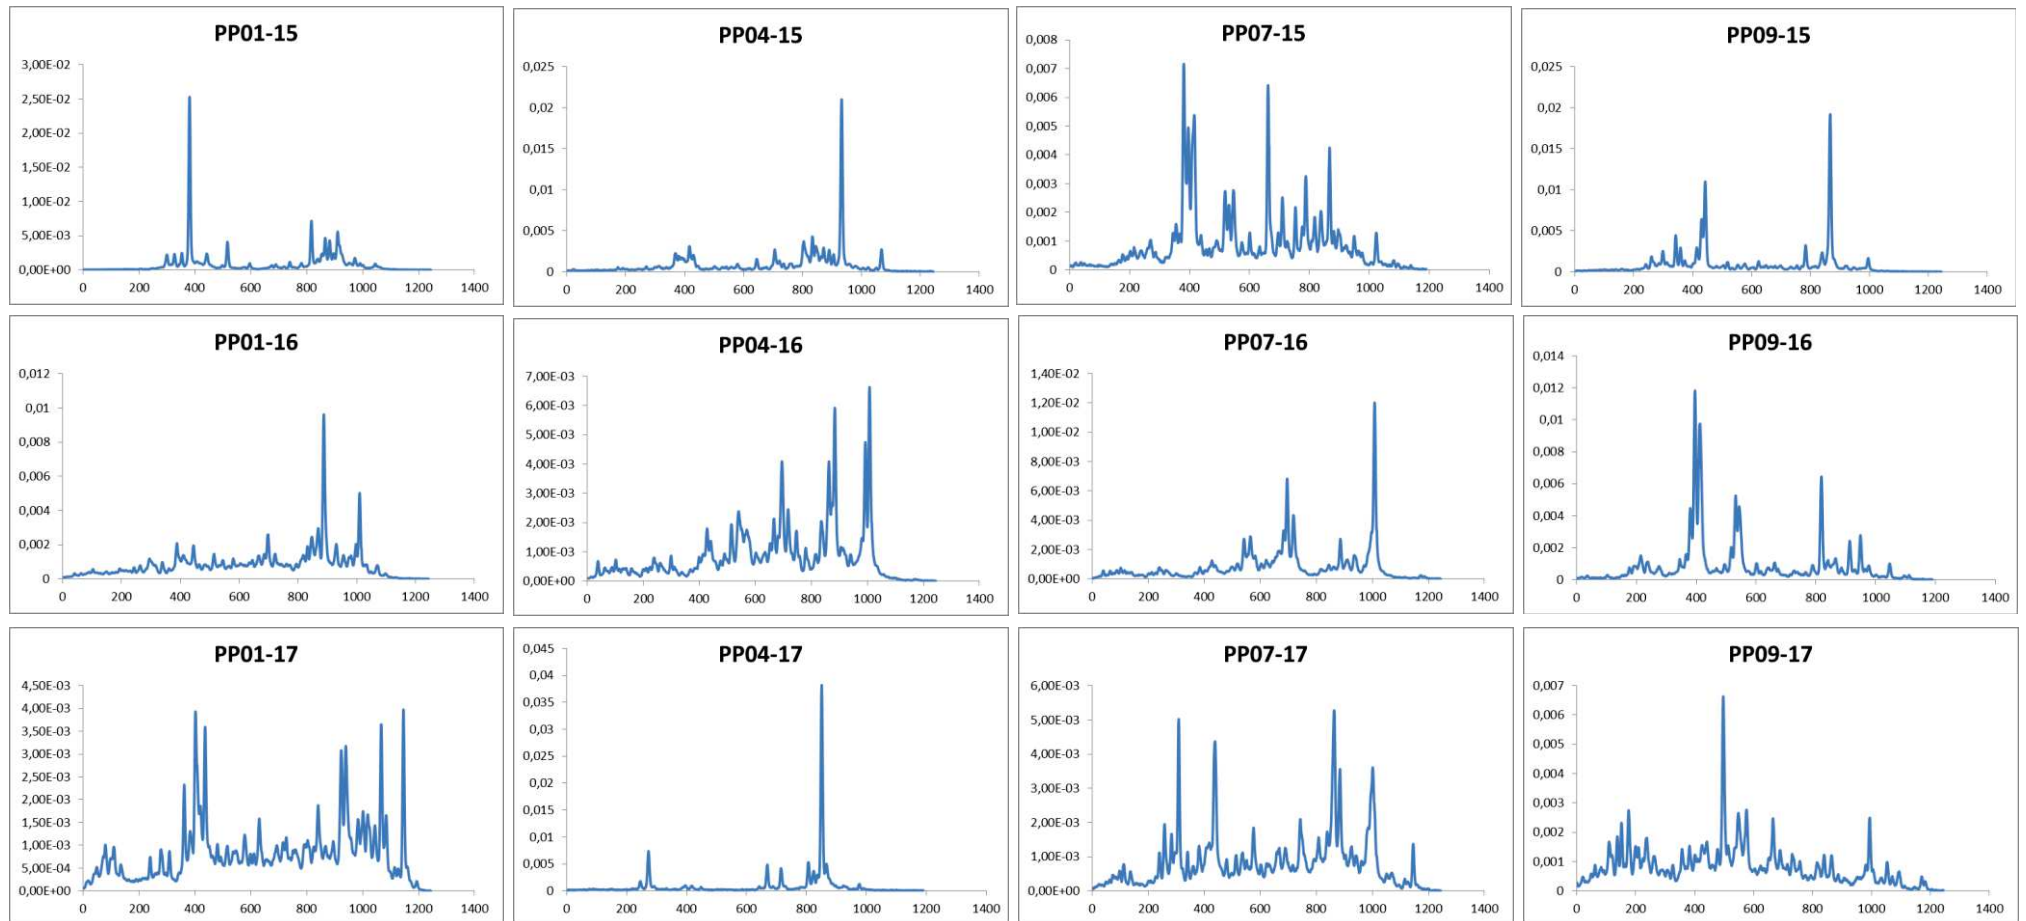 PP01-15
3,00E-02
2,50E-02
2,00E-02
1,50E-02
1,00E-02
5,00E-03
0,00E+00
0 200 400 600 800 1000 1200 1400
PP04-15
0,025
0,02
0,015
0,01
0,005
0
0 200 400 600 800 1000 1200 1400
PP07-15
0,008
0,007
0,006
0,005
0,004
0,003
0,002
0,001
0
0 200 400 600 800 1000 1200 1400
PP09-15
0,025
0,02
0,015
0,01
0,005
0
0 200 400 600 800 1000 1200 1400
PP01-16
0,012
0,01
0,008
0,006
0,004
0,002
0
0 200 400 600 800 1000 1200 1400
PP04-16
7,00E-03
6,00E-03
5,00E-03
4,00E-03
3,00E-03
2,00E-03
1,00E-03
0,00E+00
0 200 400 600 800 1000 1200 1400
PP07-16
1,40E-02
1,20E-02
1,00E-02
8,00E-03
6,00E-03
4,00E-03
2,00E-03
0,00E+00
0 200 400 600 800 1000 1200 1400
PP09-16
0,014
0,012
0,01
0,008
0,006
0,004
0,002
0
0 200 400 600 800 1000 1200 1400
PP01-17
4,50E-03
4,00E-03
3,50E-03
3,00E-03
2,50E-03
2,00E-03
1,50E-03
1,00E-03
5,00E-04
0,00E+00
0 200 400 600 800 1000 1200 1400
PP04-17
0,045
0,04
0,035
0,03
0,025
0,02
0,015
0,01
0,005
0
0 200 400 600 800 1000 1200 1400
PP07-17
6,00E-03
5,00E-03
4,00E-03
3,00E-03
2,00E-03
1,00E-03
0,00E+00
0 200 400 600 800 1000 1200 1400
PP09-17
0,007
0,006
0,005
0,004
0,003
0,002
0,001
0
0 200 400 600 800 1000 1200 1400